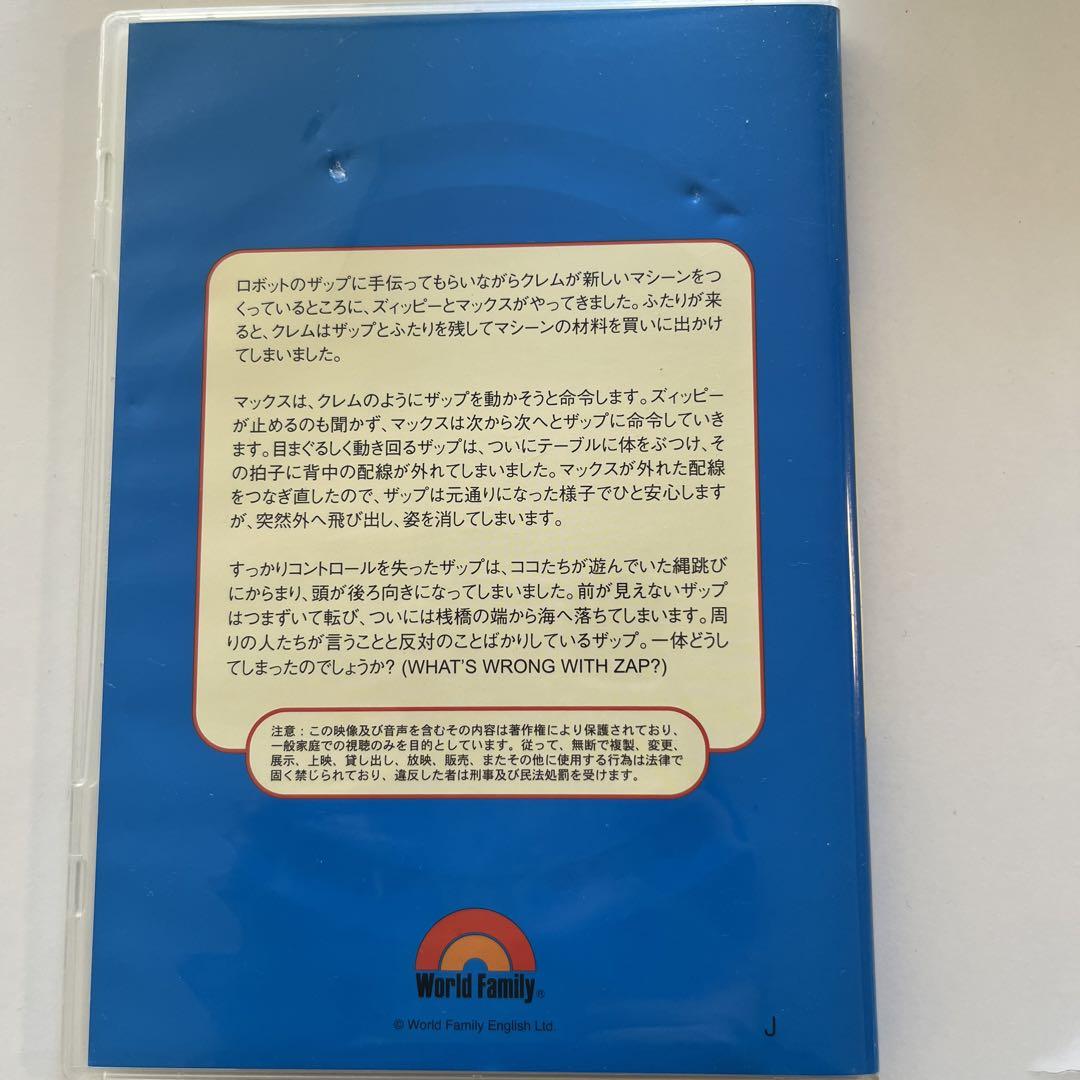 ロボットのザップに手伝ってもらいながらクレムが新しいマシーンをつ
くっているところに、ズィッピーとマックスがやってきました。ふたりが来
ると、クレムはザップとふたりを残してマシーンの材料を買いに出かけ
てしまいました。
マックスは、クレムのようにザップを動かそうと命令します。ズィッピー
が止めるのも聞かず、マックスは次から次へとザップに命令していき
ます。目まぐるしく動き回るザップは、ついにテーブルに体をぶつけ、そ
の拍子に背中の配線が外れてしまいました。マックスが外れた配線
をつなぎ直したので、ザップは元通りになった様子でひと安心します
が、突然外へ飛び出し、姿を消してしまいます。
すっかりコントロールを失ったザップは、ココたちが遊んでいた縄跳び
にからまり、頭が後ろ向きになってしまいました。前が見えないザップ
はつまずいて転び、ついには桟橋の端から海へ落ちてしまいます。周
りの人たちが言うことと反対のことばかりしているザップ。一体どうし
てしまったのでしょうか? (WHAT'S WRONG WITH ZAP?)
注意：この映像及び音声を含むその内容は著作権により保護されており、
一般家庭での視聴のみを目的としています。従って、無断で複製、変更、
展示、上映、貸し出し、放映、販売、またその他に使用する行為は法律で
固く禁じられており、違反した者は刑事及び民法処罰を受けます。
World Family®
© World Family English Ltd.
J